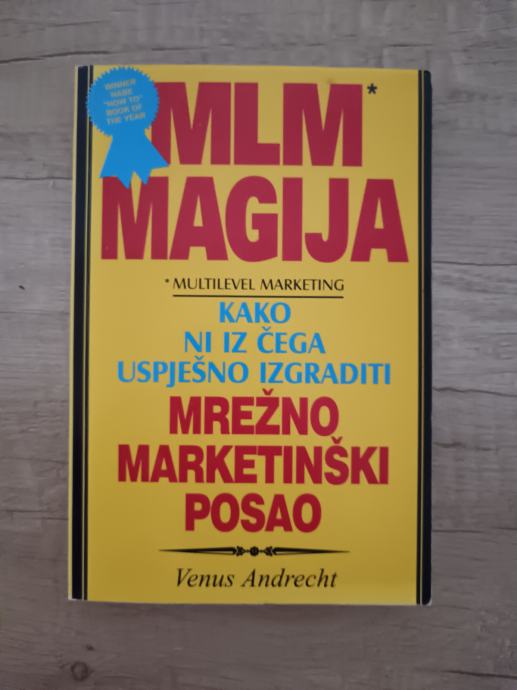 WINNER
NABE
"HOW TO"
BOOK OF
THE YEAR
MLM*
MAGIJA
* MULTILEVEL MARKETING
KAKO
NI IZ ČEGA
USPJEŠNO IZGRADITI
MREŽNO
MARKETINŠKI
POSAO
Venus Andrecht